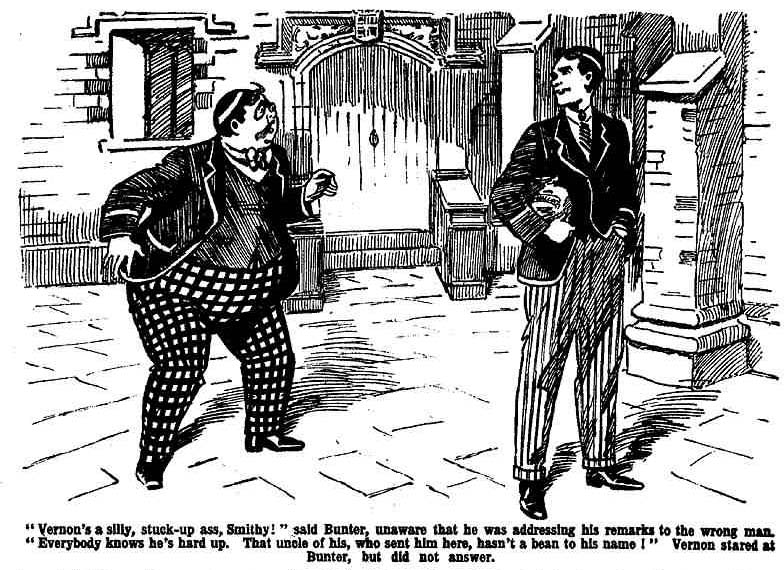 " Vernon's a silly, stuck-up ass, Smithy! " said Bunter, unaware that he was addressing his remarks to the wrong man.
" Everybody knows he's hard up. That uncle of his, who sent him here, hasn't a bean to his name ! " Vernon stared at
Bunter, but did not answer.